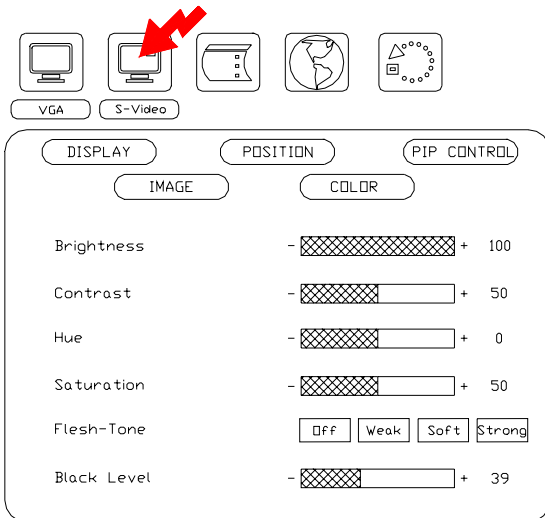 VGA S-Video
DISPLAY POSITION PIP CONTROL
IMAGE COLOR
Brightness - + 100
Contrast - + 50
Hue - + 0
Saturation - + 50
Flesh-Tone Off Weak Soft Strong
Black Level - + 39